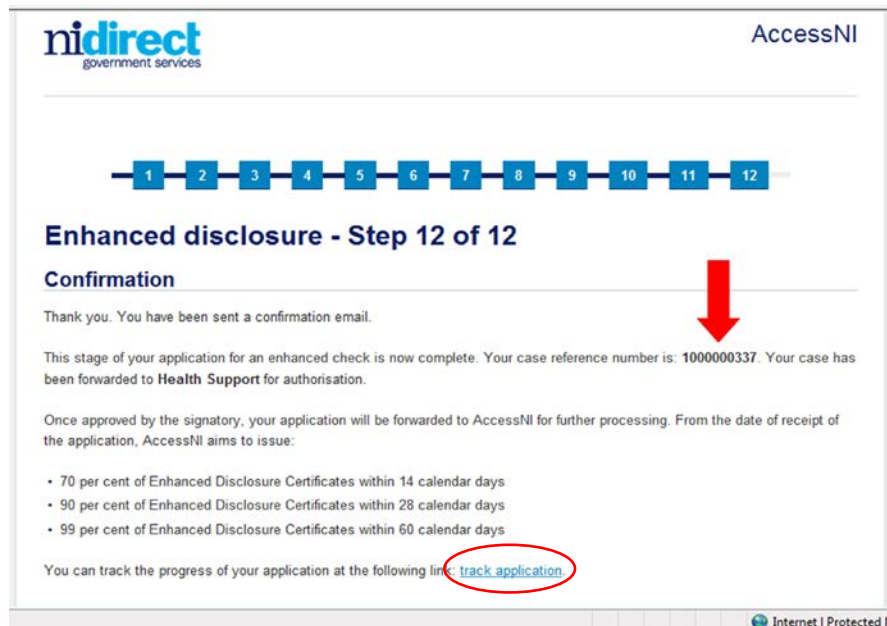 nidirect
government services
AccessNI
1 2 3 4 5 6 7 8 9 10 11 12
Enhanced disclosure - Step 12 of 12
Confirmation
Thank you. You have been sent a confirmation email.
This stage of your application for an enhanced check is now complete. Your case reference number is: 1000000337. Your case has
been forwarded to Health Support for authorisation.
Once approved by the signatory, your application will be forwarded to AccessNI for further processing. From the date of receipt of
the application, AccessNI aims to issue:
• 70 per cent of Enhanced Disclosure Certificates within 14 calendar days
• 90 per cent of Enhanced Disclosure Certificates within 28 calendar days
• 99 per cent of Enhanced Disclosure Certificates within 60 calendar days
You can track the progress of your application at the following link: track application.
Internet | Protected